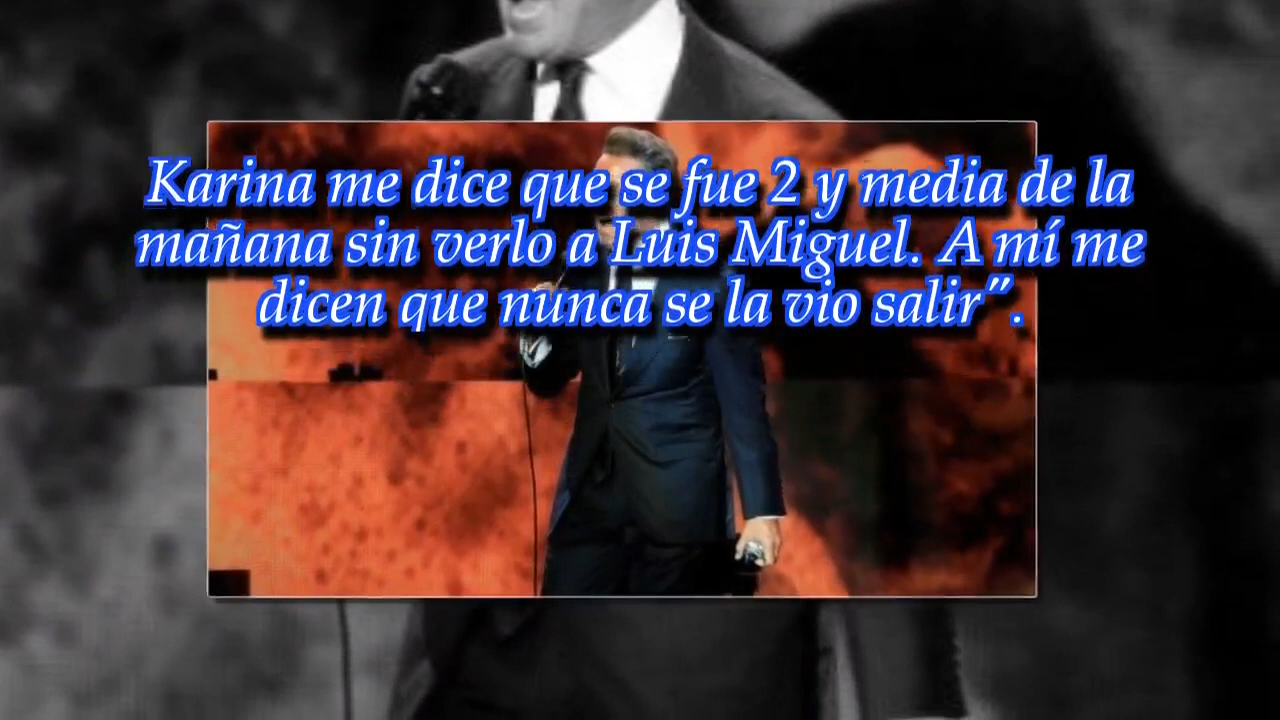 Karina me dice que se fue 2 y media de la
mañana sin verlo a Luis Miguel. A mí me
dicen que nunca se la vio salir”.